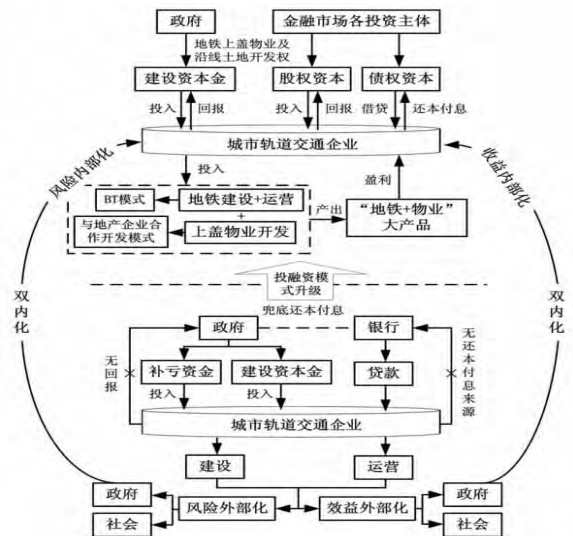 政府
金融市场各投资主体
地铁上盖物业及
沿线土地开发权
建设资本金
股权资本
债权资本
投入
回报
投入
回报
借贷
还本付息
城市轨道交通企业
风险内部化
收益内部化
投入
盈利
BT模式
地铁建设+运营
+
与地产企业合
作开发模式
上盖物业开发
产出
“地铁+物业”
大产品
双内化
双内化
投融资模
式升级
兜底还本付息
政府
银行
无回报
无还本付息来源
补亏资金
建设资本金
贷款
投入
投入
城市轨道交通企业
建设
运营
政府
社会
风险外部化
效益外部化
政府
社会